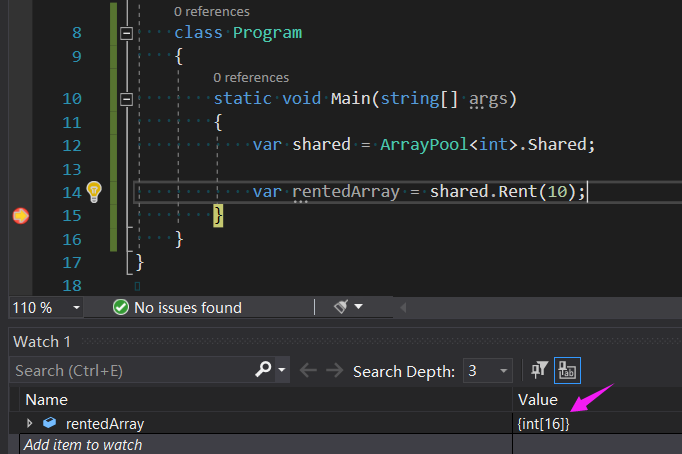 0 references
8 class Program
9 {
0 references
10 static void Main(string[] args)
11 {
12 var shared = ArrayPool<int>.Shared;
13
14 var rentedArray = shared.Rent(10);
15 }
16 }
17 }
18
110 % No issues found
Watch 1
Search (Ctrl+E) Search Depth: 3
Name Value
rentedArray {int[16]}
Add item to watch